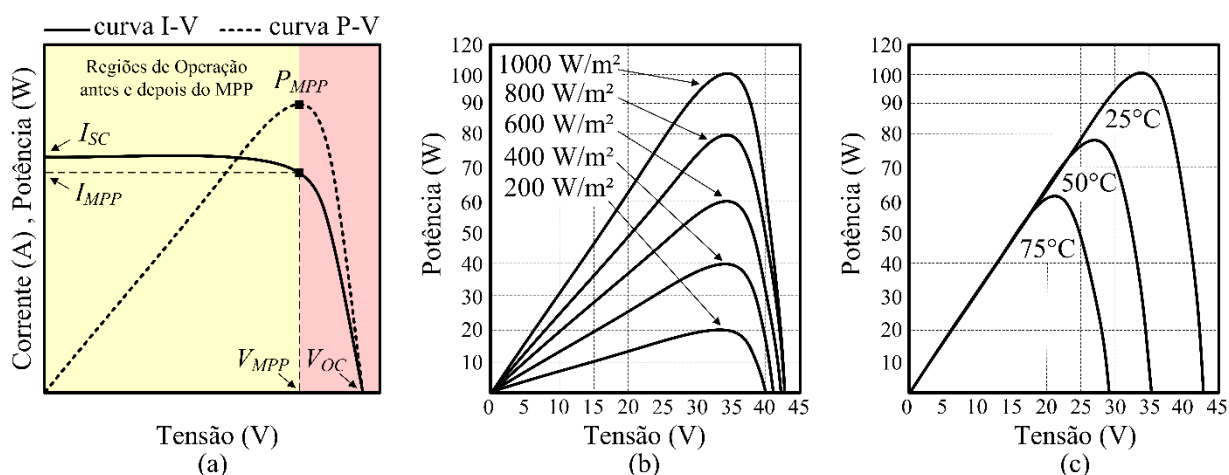 curva I-V curva P-V
Regiões de Operação
antes e depois do MPP
P_MPP
I_SC
I_MPP
V_MPP V_OC
Corrente (A) , Potência (W)
Tensão (V)
(a)
120
100
90
80
70
60
50
40
30
20
10
0 5 10 15 20 25 30 35 40 45
1000 W/m²
800 W/m²
600 W/m²
400 W/m²
200 W/m²
Potência (W)
Tensão (V)
(b)
120
100
90
80
70
60
50
40
30
20
10
0 5 10 15 20 25 30 35 40 45
25°C
50°C
75°C
Potência (W)
Tensão (V)
(c)